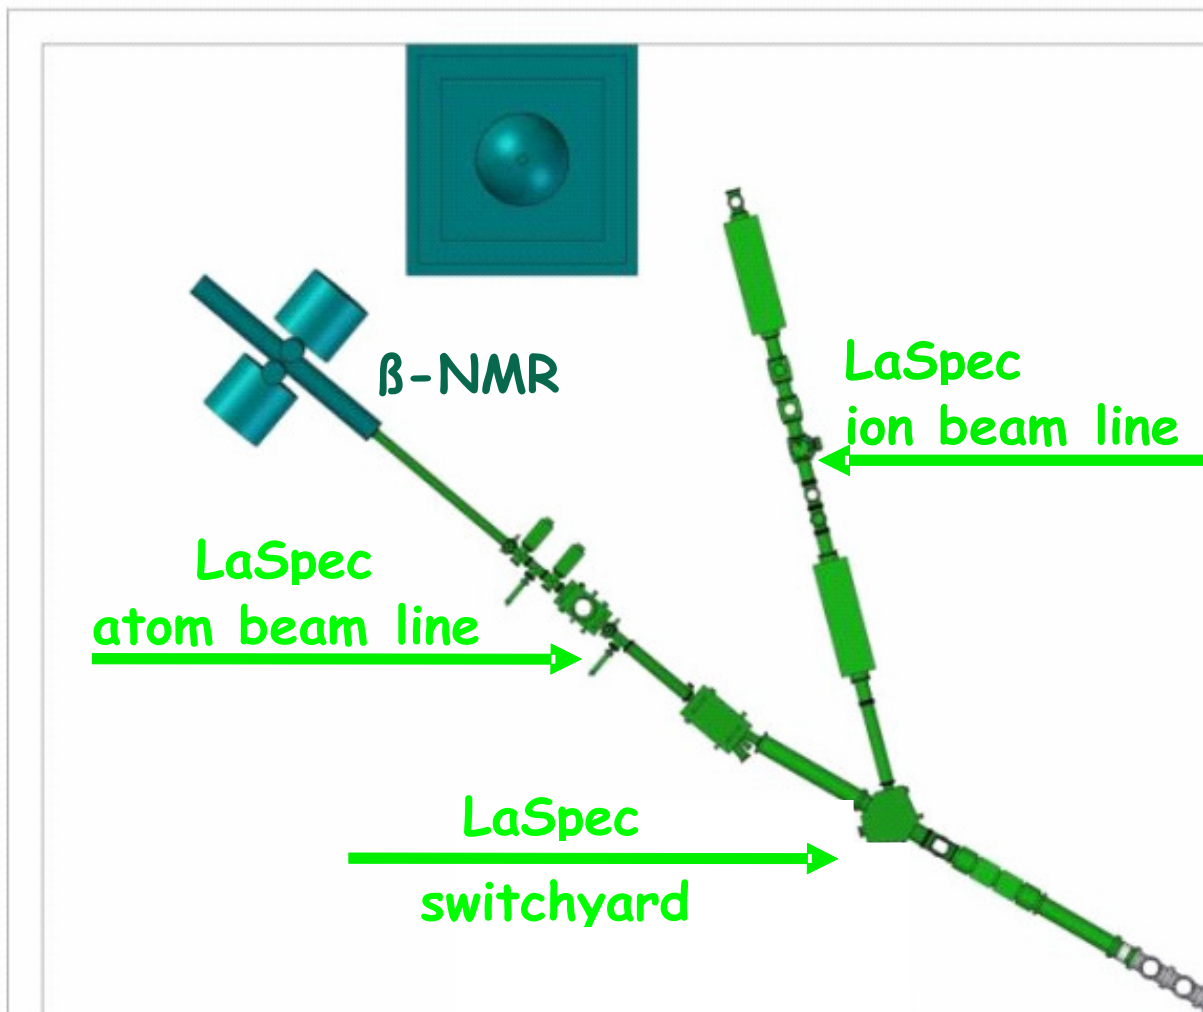 ß-NMR
LaSpec
ion beam line
LaSpec
atom beam line
LaSpec
switchyard